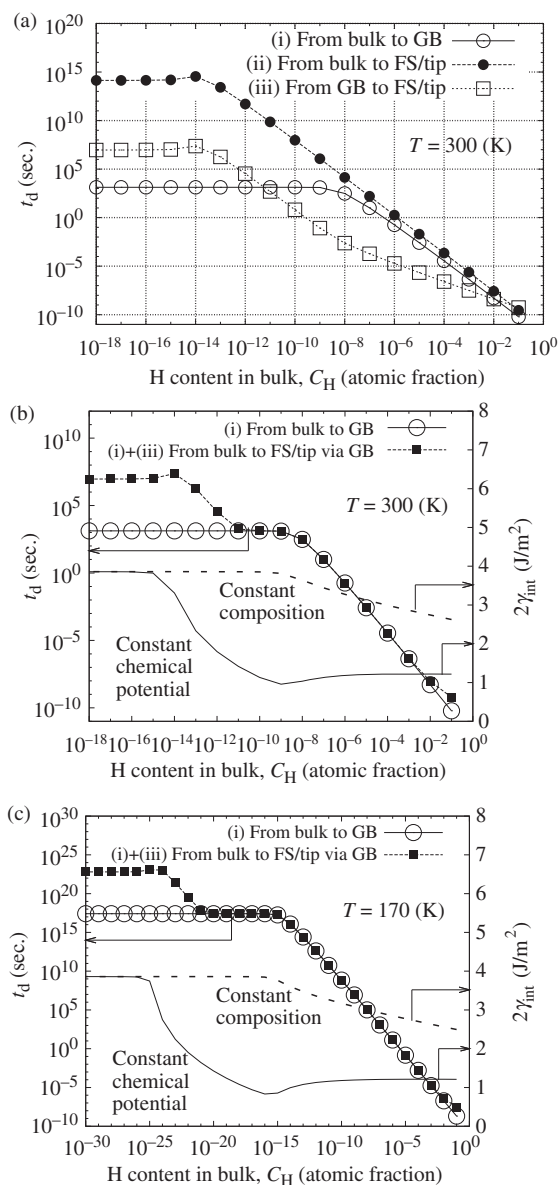 (a)
10^20
10^15
10^10
10^5
10^0
10^−5
10^−10
t_d (sec.)
(i) From bulk to GB
(ii) From bulk to FS/tip
(iii) From GB to FS/tip
T = 300 (K)
10^−18 10^−16 10^−14 10^−12 10^−10 10^−8 10^−6 10^−4 10^−2 10^0
H content in bulk, C_H (atomic fraction)
(b)
10^10
10^5
10^0
10^−5
10^−10
t_d (sec.)
(i) From bulk to GB
(i)+(iii) From bulk to FS/tip via GB
T = 300 (K)
Constant
composition
Constant
chemical
potential
8
7
6
5
4
3
2
1
0
2γ_int (J/m^2)
10^−18 10^−16 10^−14 10^−12 10^−10 10^−8 10^−6 10^−4 10^−2 10^0
H content in bulk, C_H (atomic fraction)
(c)
10^30
10^25
10^20
10^15
10^10
10^5
10^0
10^−5
10^−10
t_d (sec.)
(i) From bulk to GB
(i)+(iii) From bulk to FS/tip via GB
T = 170 (K)
Constant
composition
Constant
chemical
potential
8
7
6
5
4
3
2
1
0
2γ_int (J/m^2)
10^−30 10^−25 10^−20 10^−15 10^−10 10^−5 10^0
H content in bulk, C_H (atomic fraction)